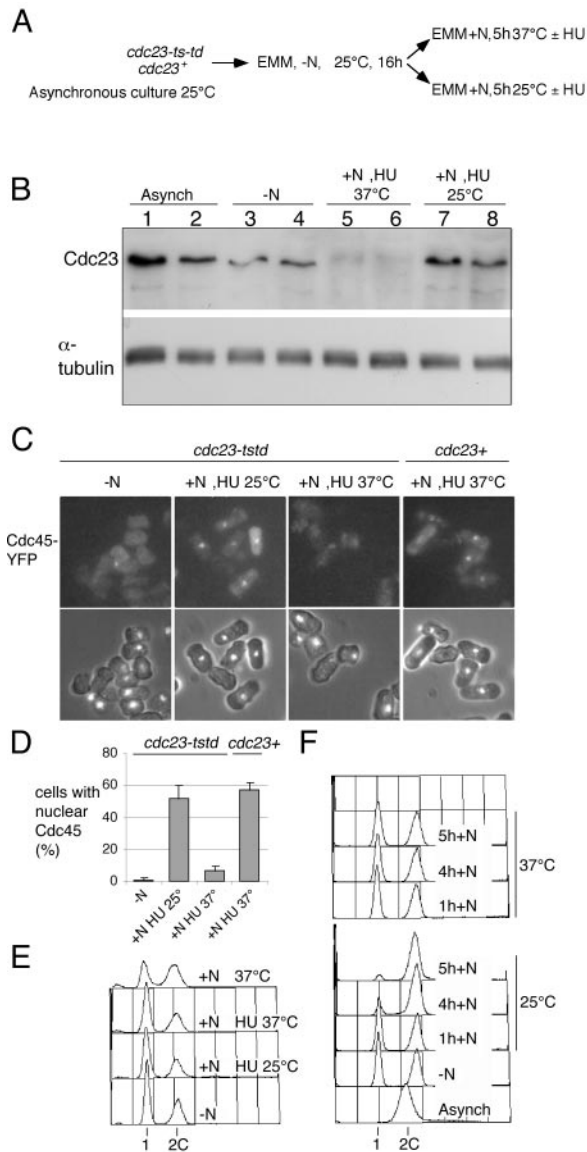 A
cdc23-ts-td
cdc23+
Asynchronous culture 25°C
EMM, -N, 25°C, 16h
EMM+N,5h 37°C ± HU
EMM+N,5h 25°C ± HU
B
Asynch
-N
+N ,HU
37°C
+N ,HU
25°C
1 2 3 4 5 6 7 8
Cdc23
α-
tubulin
C
cdc23-tstd
cdc23+
-N
+N ,HU 25°C
+N ,HU 37°C
+N ,HU 37°C
Cdc45-
YFP
D
cdc23-tstd
cdc23+
cells with
nuclear
Cdc45
(%)
80
60
40
20
0
-N
+N HU 25°
+N HU 37°
+N HU 37°
E
+N 37°C
+N HU 37°C
+N HU 25°C
-N
1 2C
F
5h+N
4h+N
1h+N
37°C
5h+N
4h+N
1h+N
25°C
-N
Asynch
1 2C